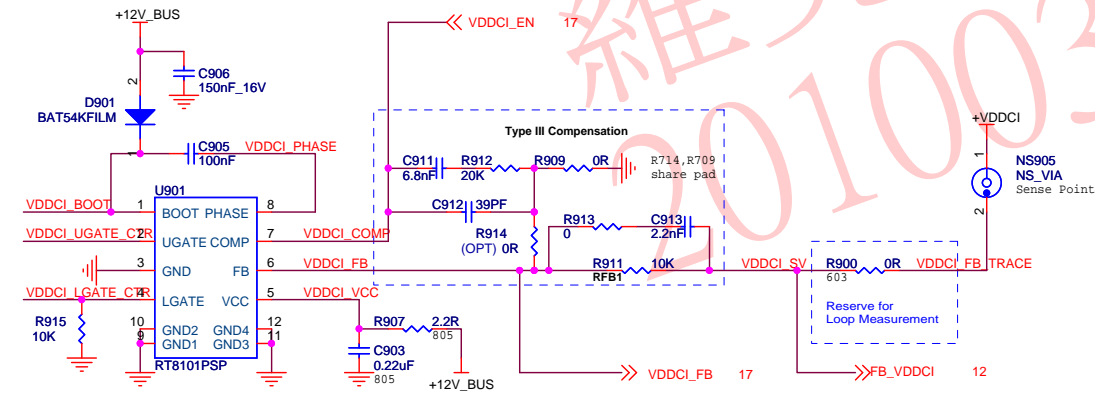 +12V_BUS
VDDCI_EN 17
2
C906
150nF_16V
D901
BAT54KFILM
1
C905
100nF
VDDCI_PHASE
U901
VDDCI_BOOT 1 BOOT PHASE 8
VDDCI_UGATE_CTR 2 UGATE COMP 7 VDDCI_COMP
3 GND FB 6 VDDCI_FB
VDDCI_LGATE_CTR 4 LGATE VCC 5 VDDCI_VCC
R915
10K
10 GND2 GND4 12
9 GND1 GND3 11
RT8101PSP
R907 2.2R
805
C903
0.22uF
805
+12V_BUS
Type III Compensation
C911
6.8nF
R912
20K
R909 0R
R714,R709
share pad
C912 39PF
R914
(OPT) 0R
R913
0
C913
2.2nF
R911 10K
RFB1
VDDCI_SV
R900 0R
603
VDDCI_FB_TRACE
Reserve for
Loop Measurement
+VDDCI
1
NS905
NS_VIA
Sense Point
2
VDDCI_FB 17
FB_VDDCI 12
維
201003